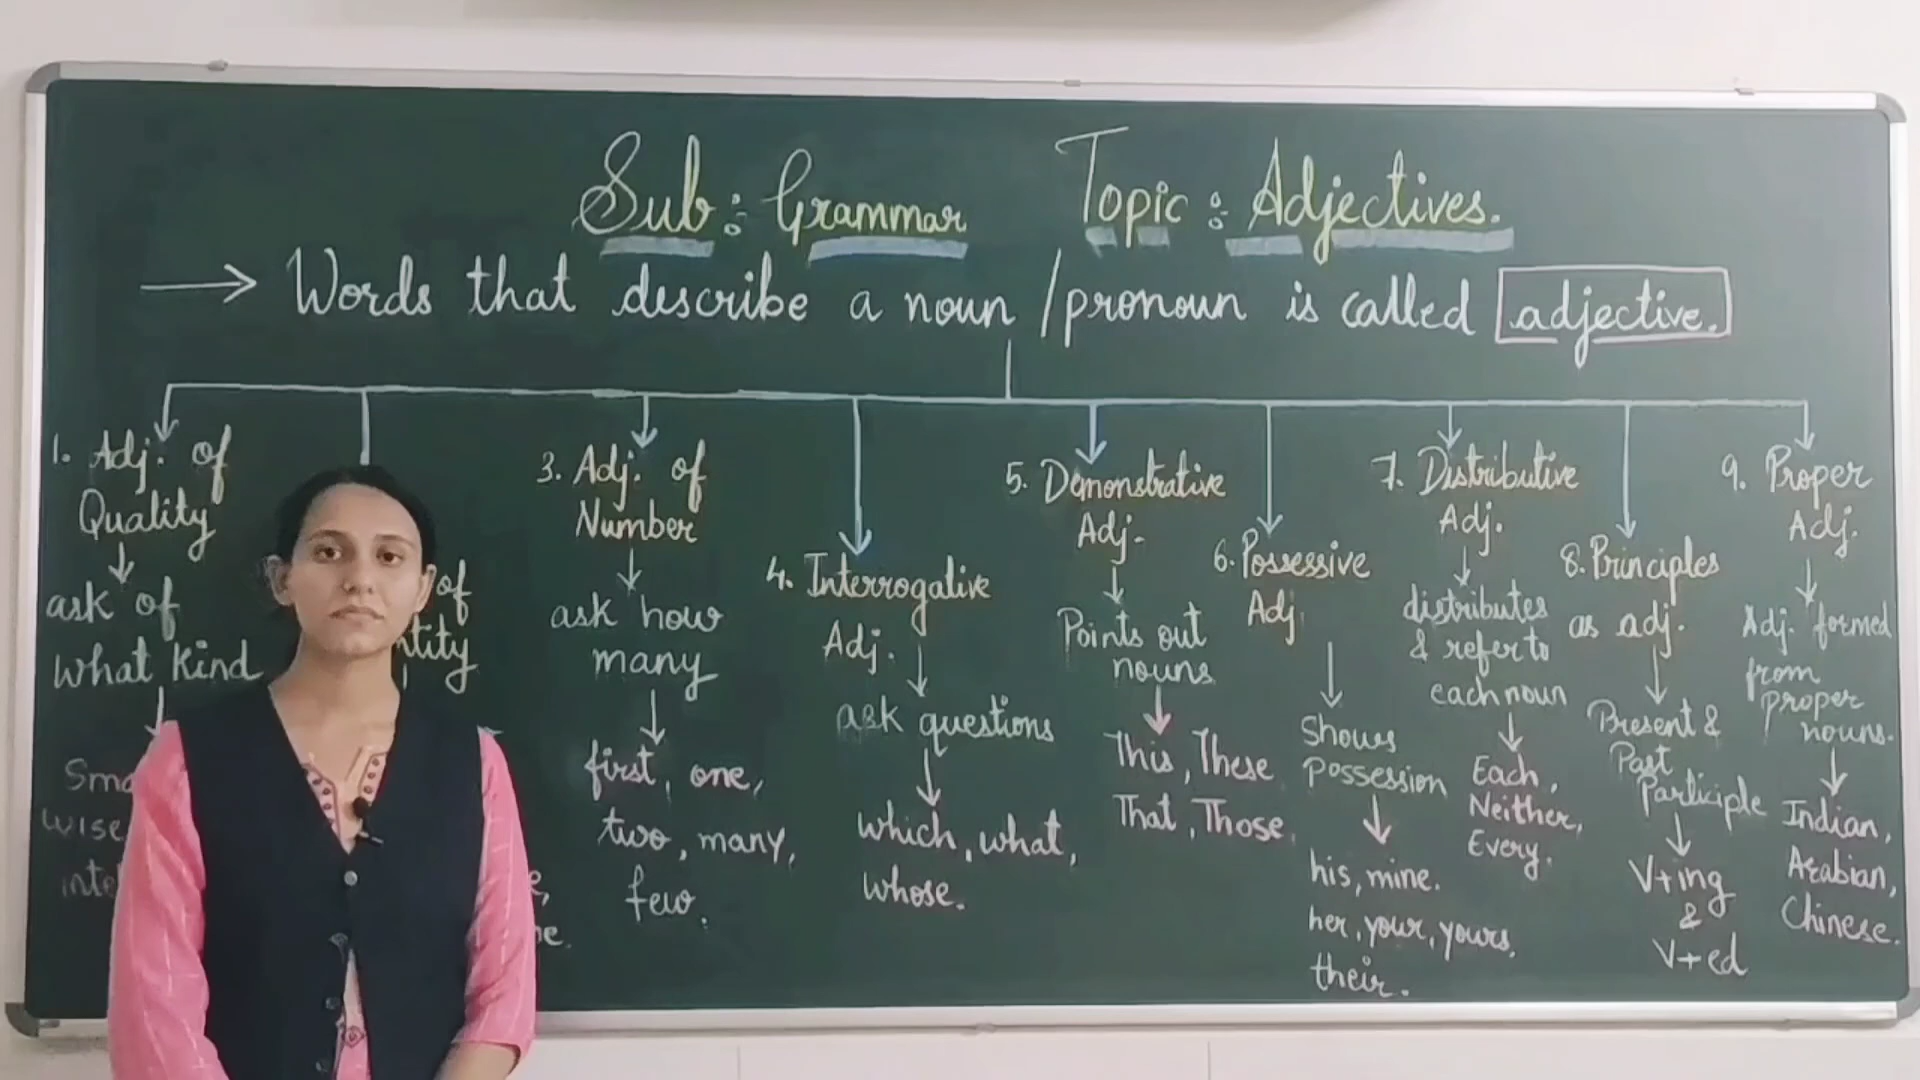 Sub: Grammar Topic: Adjectives.
→ Words that describe a noun / pronoun is called adjective.
1. Adj. of
Quality
ask of
what kind
of
3. Adj. of
Number
ask how
many
first, one,
two, many,
few.
4. Interrogative
Adj.
ask questions
which, what,
whose.
5. Demonstrative
Adj.
Points out
nouns
This, These
That, Those.
6. Possessive
Adj.
Shows
possession
his, mine.
her, your, yours,
their.
7. Distributive
Adj.
distributes
& refer to
each noun
Each,
Neither,
Every.
8. Principles
as adj.
Present &
Past
Participle
V+ing
&
V+ed
9. Proper
Adj.
Adj. formed
from
proper
nouns.
Indian,
Arabian,
Chinese.